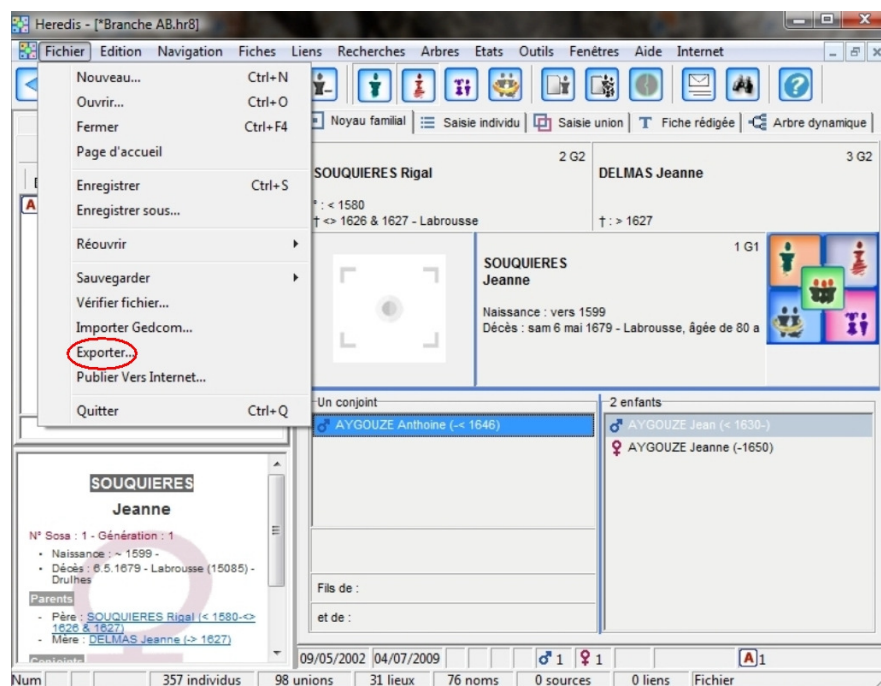 Heredis - [*Branche AB.hr8]
Fichier Edition Navigation Fiches Liens Recherches Arbres Etats Outils Fenêtres Aide Internet
Nouveau... Ctrl+N
Ouvrir... Ctrl+O
Fermer Ctrl+F4
Page d'accueil
Enregistrer Ctrl+S
Enregistrer sous...
Réouvrir
Sauvegarder
Vérifier fichier...
Importer Gedcom...
Exporter...
Publier Vers Internet...
Quitter Ctrl+Q
Noyau familial Saisie individu Saisie union Fiche rédigée Arbre dynamique
2 G2
SOUQUIERES Rigal
° : < 1580
† <> 1626 & 1627 - Labrousse
3 G2
DELMAS Jeanne
† : > 1627
1 G1
SOUQUIERES
Jeanne
Naissance : vers 1599
Décès : sam 6 mai 1679 - Labrousse, âgée de 80 a
Un conjoint
AYGOUZE Anthoine (-< 1646)
Fils de :
et de :
2 enfants
AYGOUZE Jean (< 1630-)
AYGOUZE Jeanne (-1650)
A
SOUQUIERES
Jeanne
N° Sosa : 1 - Génération : 1
• Naissance : ~ 1599 -
• Décès : 6.5.1679 - Labrousse (15085) -
Drulhes
Parents
- Père : SOUQUIERES Rigal (< 1580-<>
1626 & 1627)
- Mère : DELMAS Jeanne (-> 1627)
Conjoints
09/05/2002 04/07/2009 1 1 A 1
Num 357 individus 98 unions 31 lieux 76 noms 0 sources 0 liens Fichier